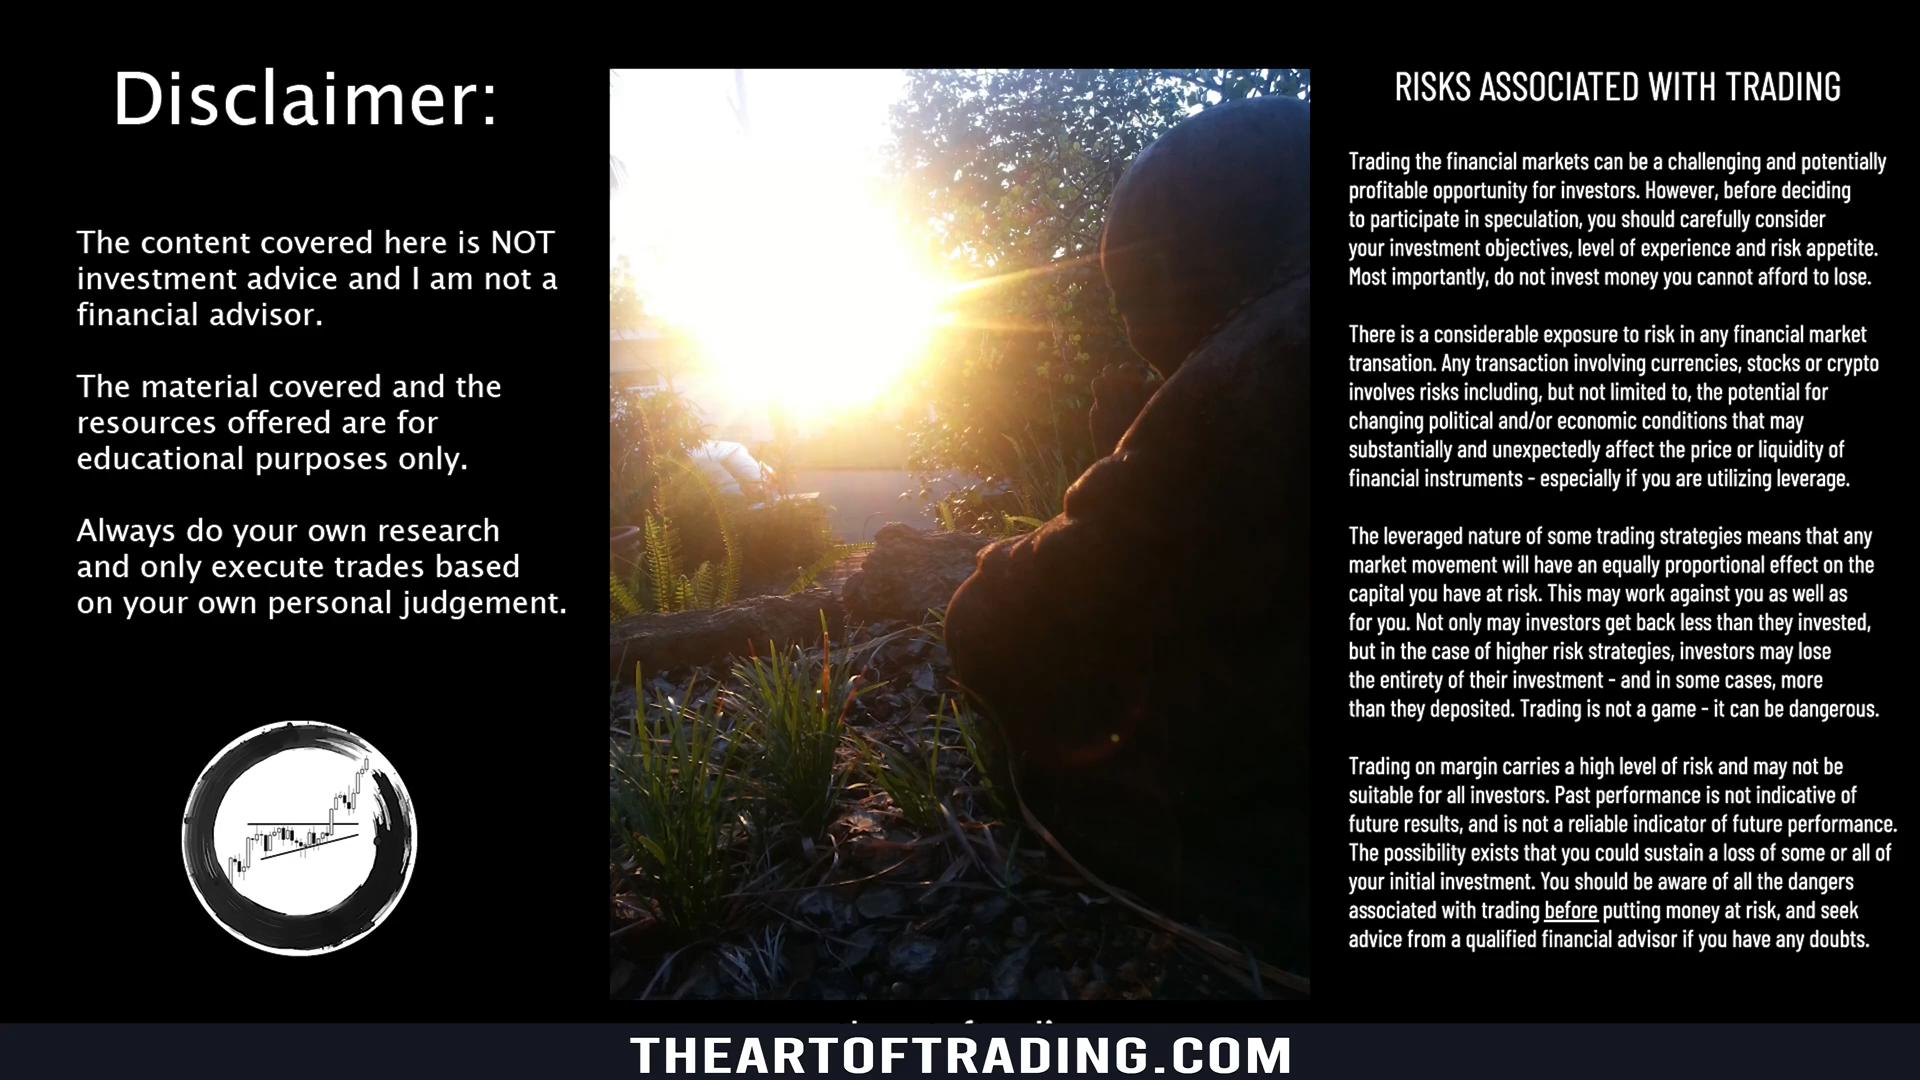 Disclaimer:
The content covered here is NOT
investment advice and I am not a
financial advisor.
The material covered and the
resources offered are for
educational purposes only.
Always do your own research
and only execute trades based
on your own personal judgement.
RISKS ASSOCIATED WITH TRADING
Trading the financial markets can be a challenging and potentially
profitable opportunity for investors. However, before deciding
to participate in speculation, you should carefully consider
your investment objectives, level of experience and risk appetite.
Most importantly, do not invest money you cannot afford to lose.
There is a considerable exposure to risk in any financial market
transation. Any transaction involving currencies, stocks or crypto
involves risks including, but not limited to, the potential for
changing political and/or economic conditions that may
substantially and unexpectedly affect the price or liquidity of
financial instruments - especially if you are utilizing leverage.
The leveraged nature of some trading strategies means that any
market movement will have an equally proportional effect on the
capital you have at risk. This may work against you as well as
for you. Not only may investors get back less than they invested,
but in the case of higher risk strategies, investors may lose
the entirety of their investment - and in some cases, more
than they deposited. Trading is not a game - it can be dangerous.
Trading on margin carries a high level of risk and may not be
suitable for all investors. Past performance is not indicative of
future results, and is not a reliable indicator of future performance.
The possibility exists that you could sustain a loss of some or all of
your initial investment. You should be aware of all the dangers
associated with trading before putting money at risk, and seek
advice from a qualified financial advisor if you have any doubts.
THEARTOFTRADING.COM